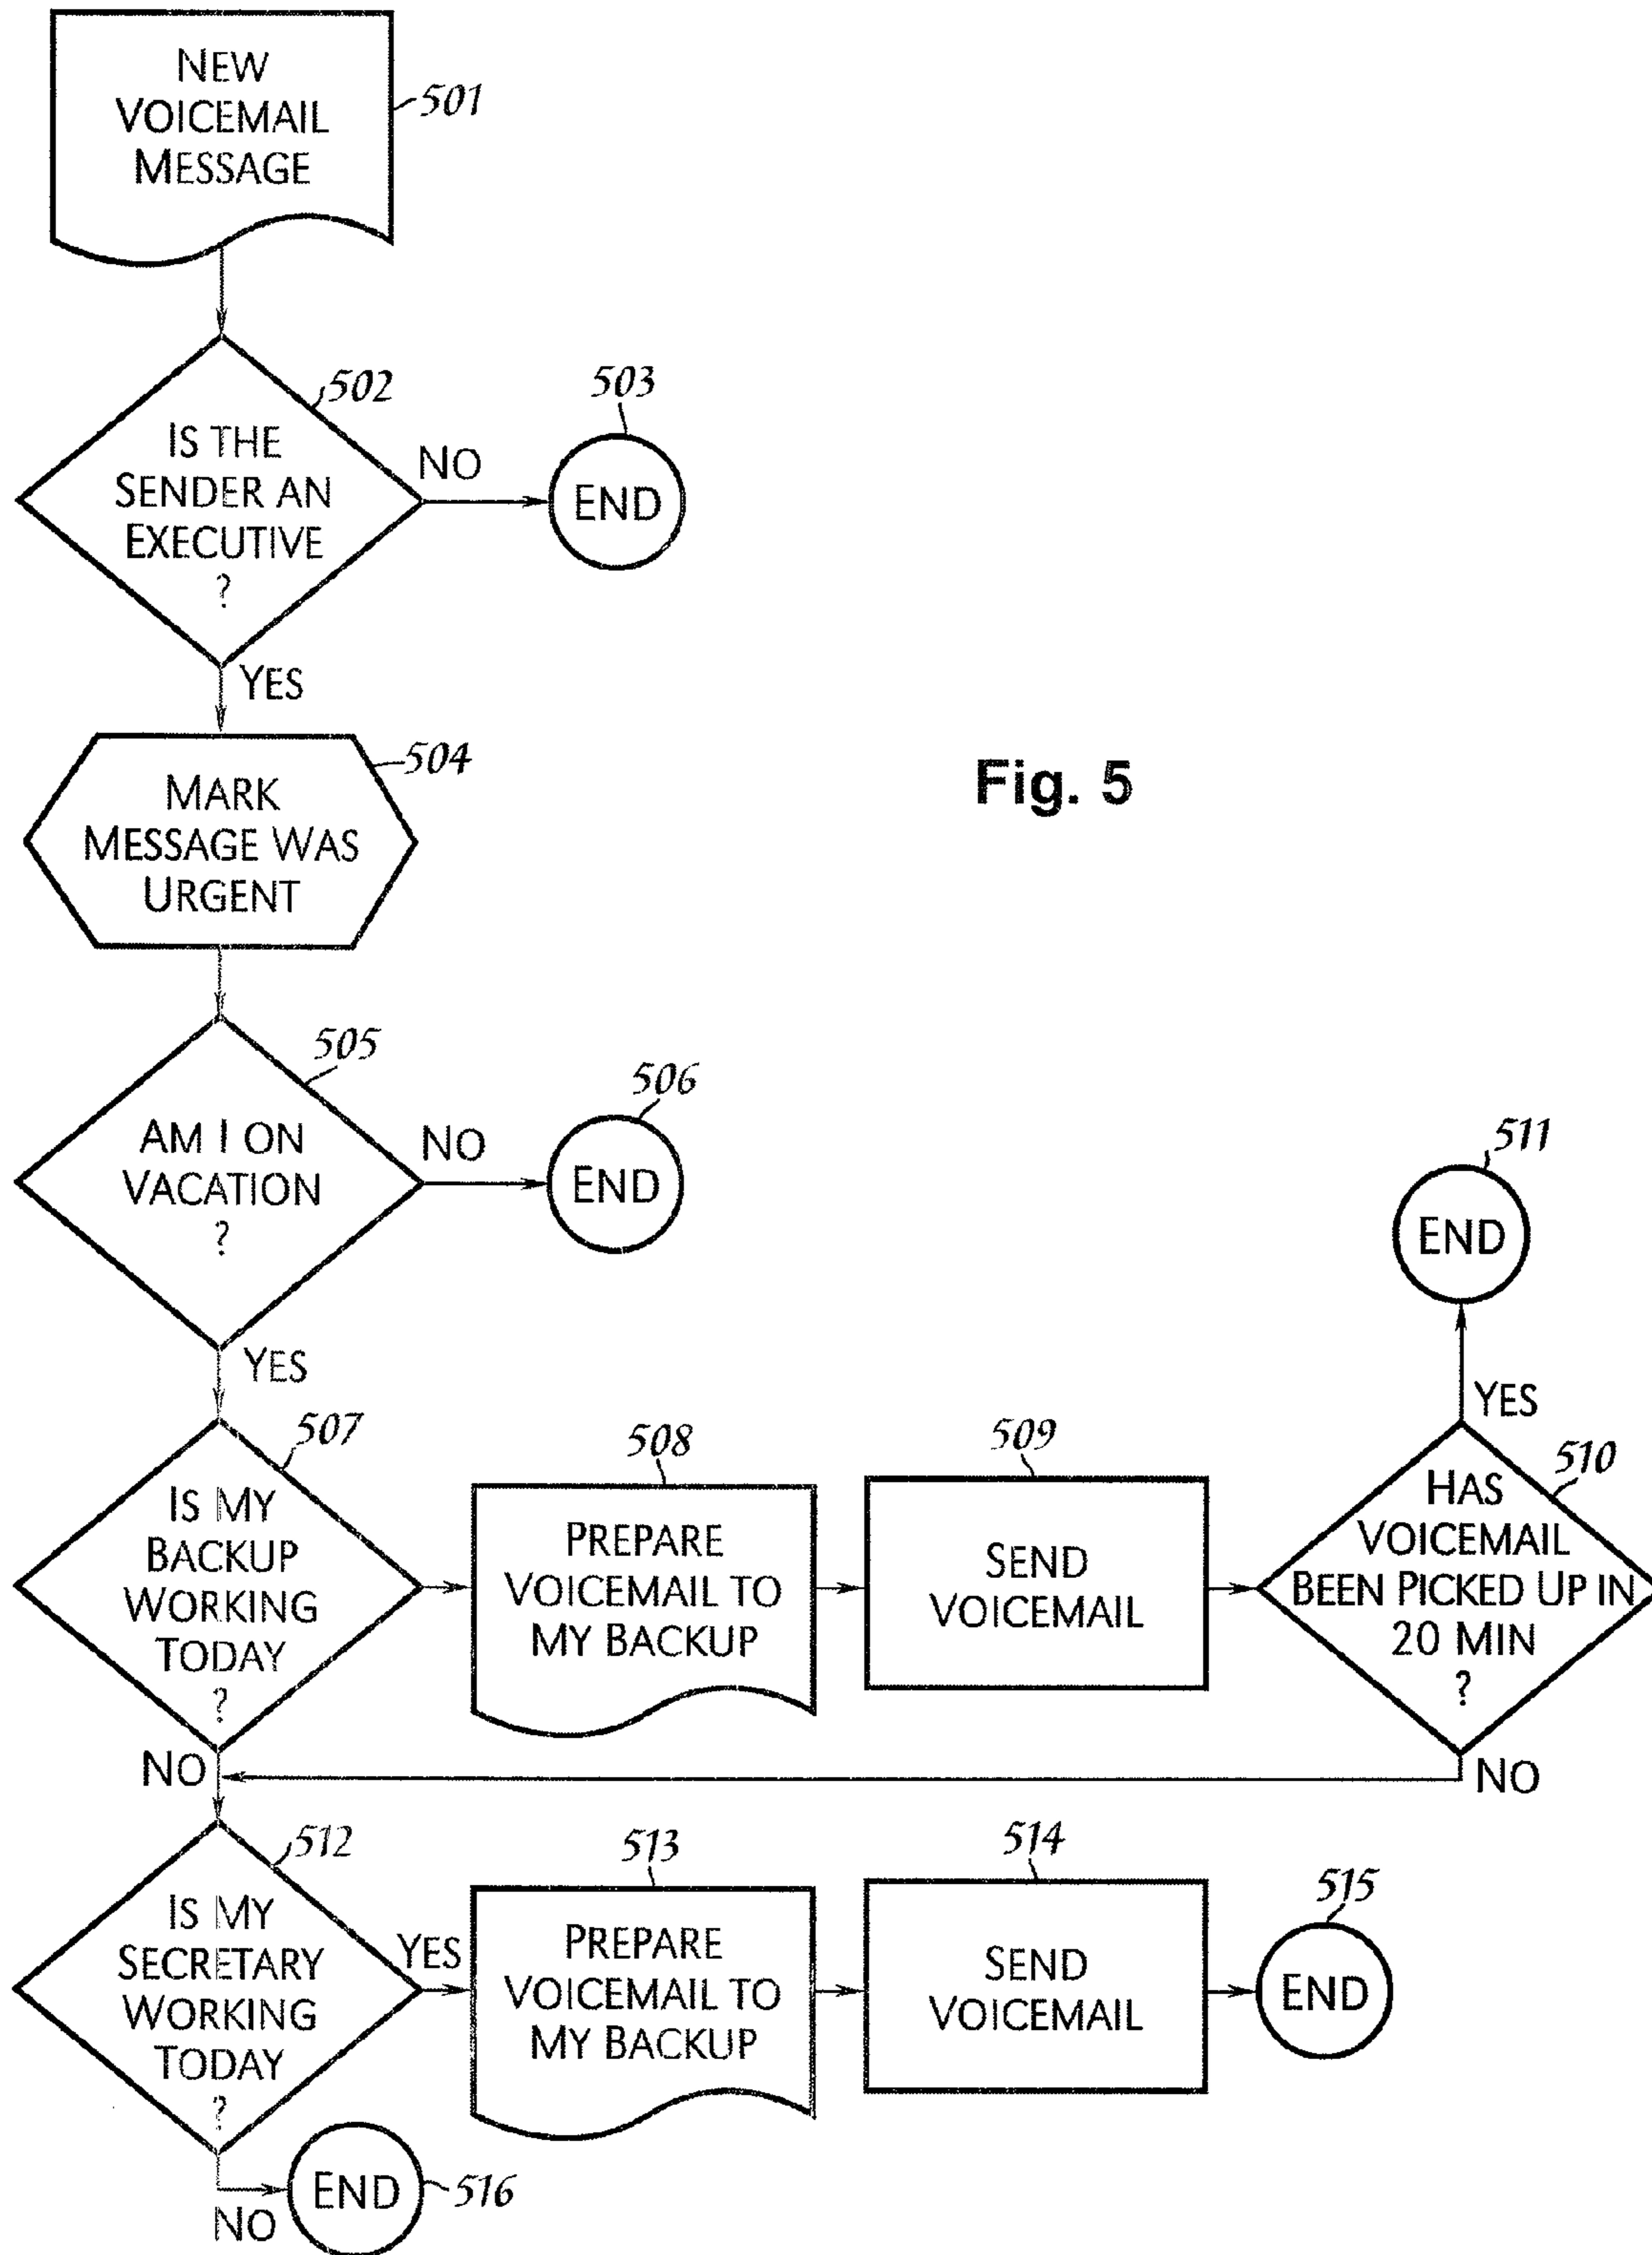 NEW
VOICEMAIL
MESSAGE
501
502
IS THE
SENDER AN
EXECUTIVE
?
NO
503
END
YES
504
MARK
MESSAGE WAS
URGENT
Fig. 5
505
AM I ON
VACATION
?
NO
506
END
YES
507
IS MY
BACKUP
WORKING
TODAY
?
508
PREPARE
VOICEMAIL TO
MY BACKUP
509
SEND
VOICEMAIL
510
HAS
VOICEMAIL
BEEN PICKED UP IN
20 MIN
?
YES
511
END
NO
NO
512
IS MY
SECRETARY
WORKING
TODAY
?
YES
513
PREPARE
VOICEMAIL TO
MY BACKUP
514
SEND
VOICEMAIL
515
END
NO
END
516